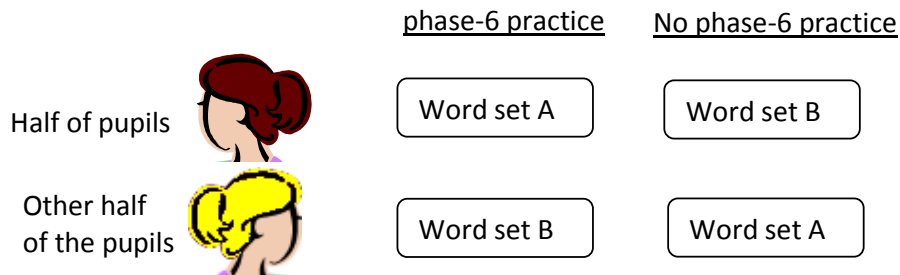 phase-6 practice
No phase-6 practice
Half of pupils
Word set A
Word set B
Other half
of the pupils
Word set B
Word set A